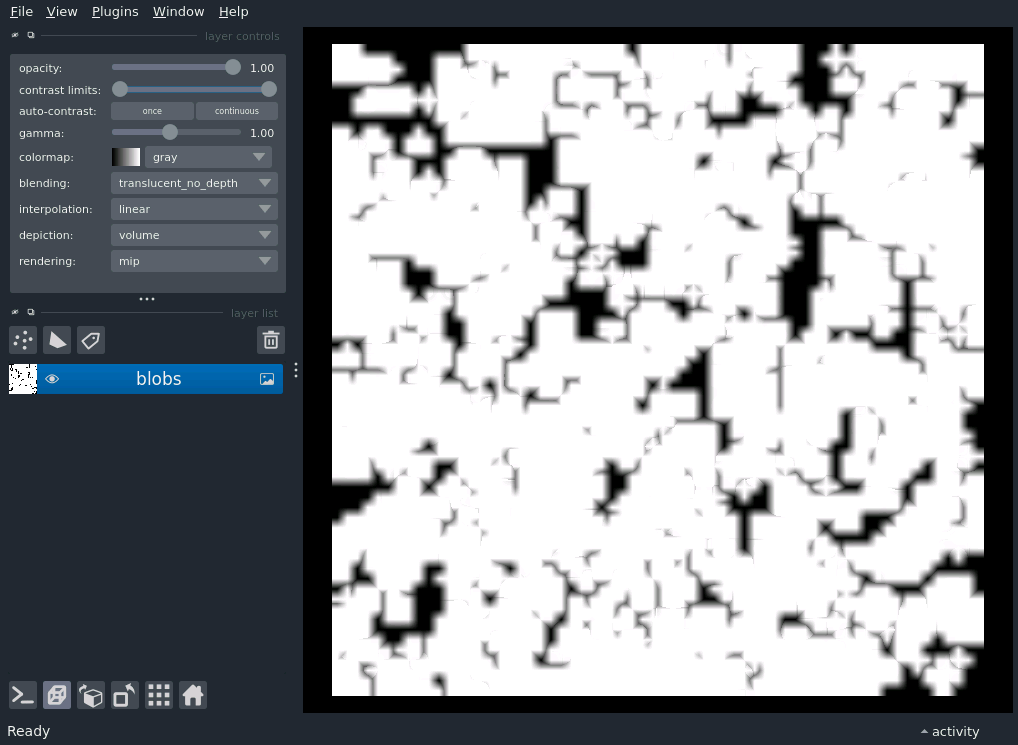 File View Plugins Window Help
layer controls
opacity: 1.00
contrast limits:
auto-contrast: once continuous
gamma: 1.00
colormap: gray
blending: translucent_no_depth
interpolation: linear
depiction: volume
rendering: mip
layer list
blobs
Ready activity